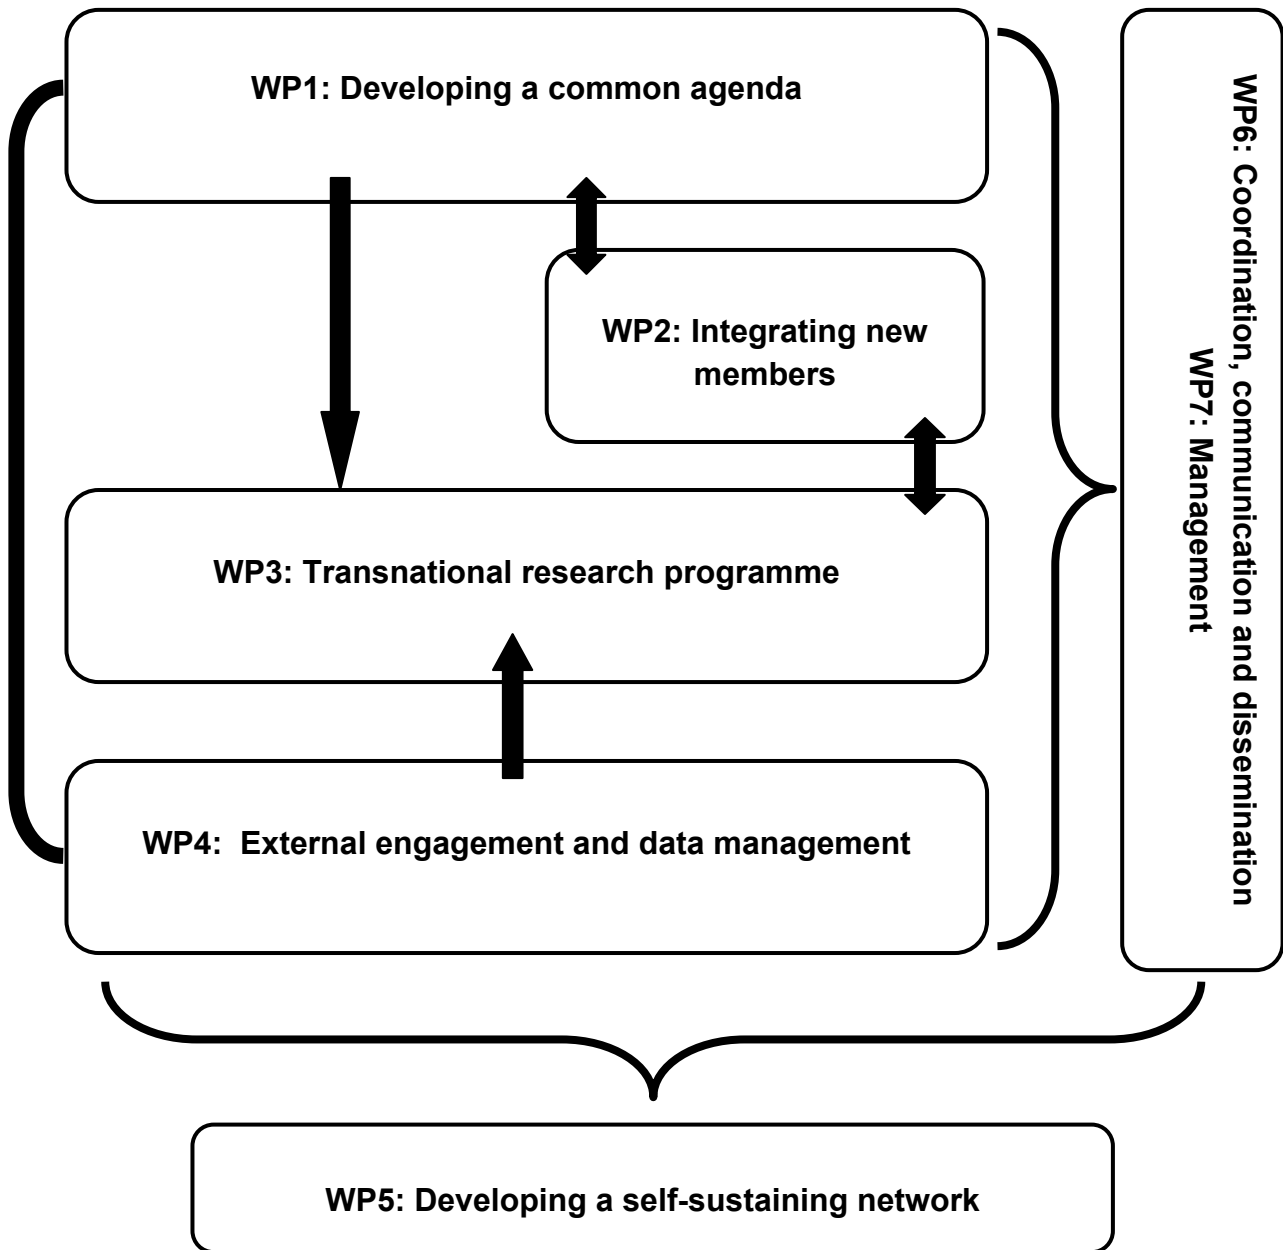 WP1: Developing a common agenda
WP2: Integrating new
members
WP3: Transnational research programme
WP4:  External engagement and data management
WP6: Coordination, communication and dissemination
WP7: Management
WP5: Developing a self-sustaining network